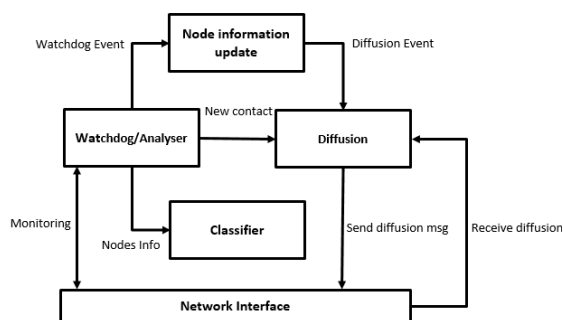 Node information
update
Watchdog Event
Diffusion Event
New contact
Watchdog/Analyser
Diffusion
Monitoring
Nodes Info
Classifier
Send diffusion msg
Receive diffusion
Network Interface